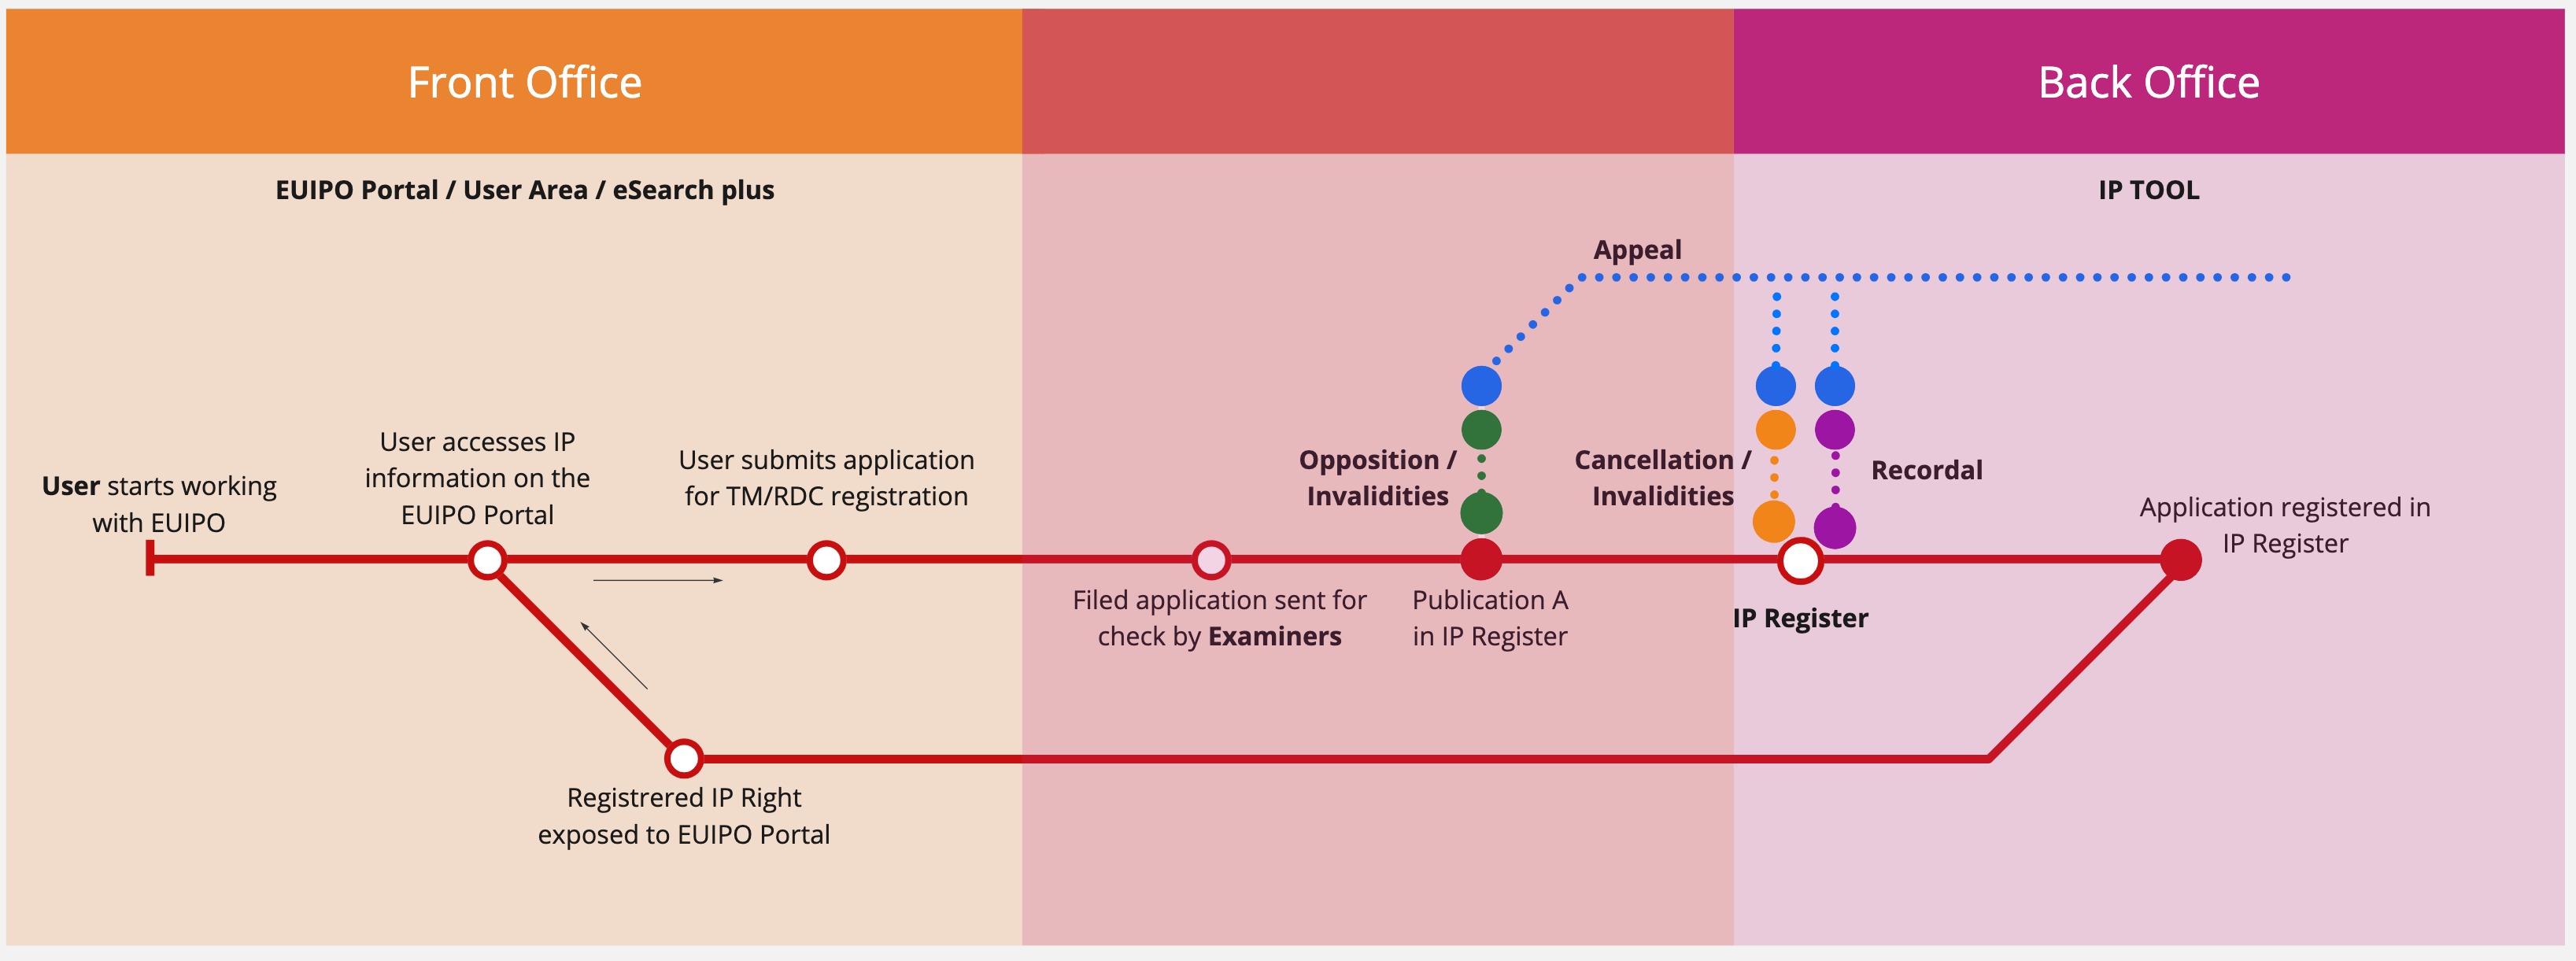 Front Office
Back Office
EUIPO Portal / User Area / eSearch plus
IP TOOL
Appeal
User starts working
with EUIPO
User accesses IP
information on the
EUIPO Portal
User submits application
for TM/RDC registration
Opposition /
Invalidities
Cancellation /
Invalidities
Recordal
Application registered in
IP Register
Filed application sent for
check by Examiners
Publication A
in IP Register
IP Register
Registrered IP Right
exposed to EUIPO Portal